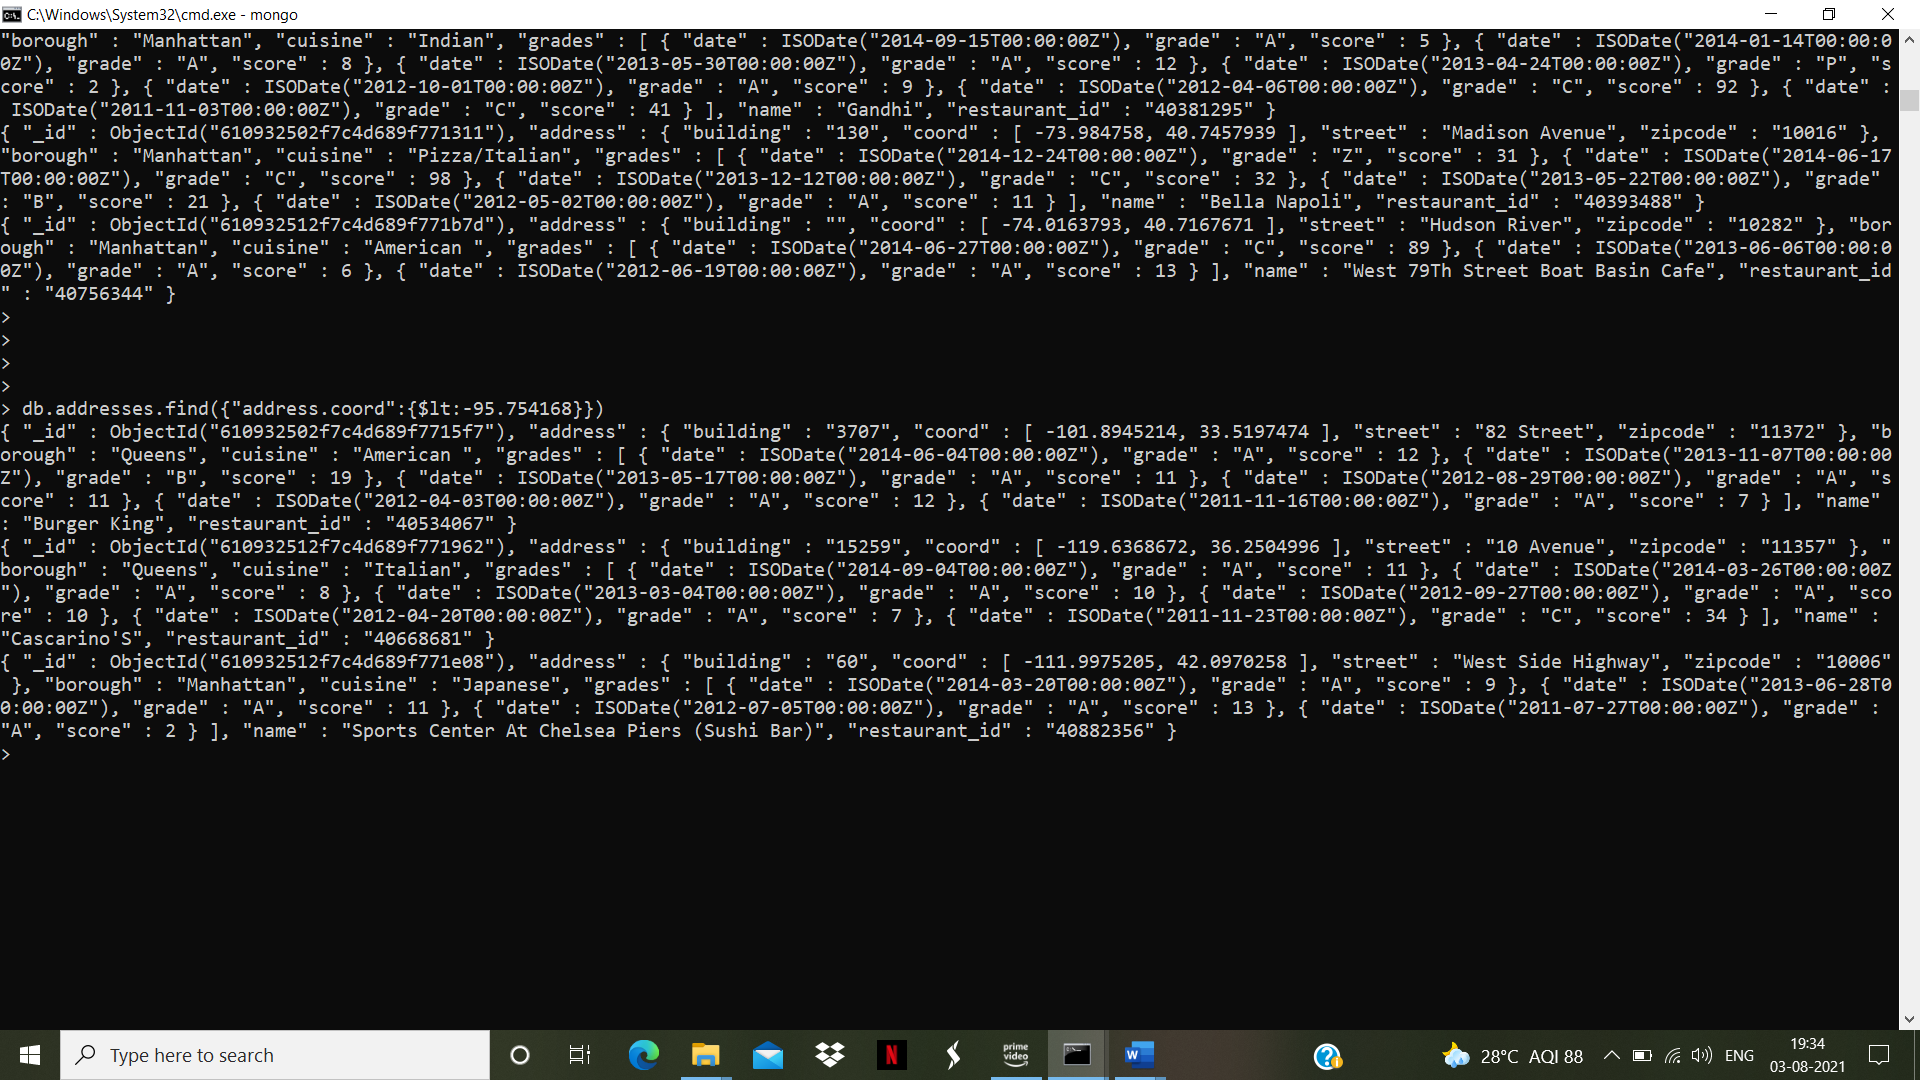 C:\Windows\System32\cmd.exe - mongo
"borough" : "Manhattan", "cuisine" : "Indian", "grades" : [ { "date" : ISODate("2014-09-15T00:00:00Z"), "grade" : "A", "score" : 5 }, { "date" : ISODate("2014-01-14T00:00:0
0Z"), "grade" : "A", "score" : 8 }, { "date" : ISODate("2013-05-30T00:00:00Z"), "grade" : "A", "score" : 12 }, { "date" : ISODate("2013-04-24T00:00:00Z"), "grade" : "P", "s
core" : 2 }, { "date" : ISODate("2012-10-01T00:00:00Z"), "grade" : "A", "score" : 9 }, { "date" : ISODate("2012-04-06T00:00:00Z"), "grade" : "C", "score" : 92 }, { "date" :
 ISODate("2011-11-03T00:00:00Z"), "grade" : "C", "score" : 41 } ], "name" : "Gandhi", "restaurant_id" : "40381295" }
{ "_id" : ObjectId("610932502f7c4d689f771311"), "address" : { "building" : "130", "coord" : [ -73.984758, 40.7457939 ], "street" : "Madison Avenue", "zipcode" : "10016" },
"borough" : "Manhattan", "cuisine" : "Pizza/Italian", "grades" : [ { "date" : ISODate("2014-12-24T00:00:00Z"), "grade" : "Z", "score" : 31 }, { "date" : ISODate("2014-06-17
T00:00:00Z"), "grade" : "C", "score" : 98 }, { "date" : ISODate("2013-12-12T00:00:00Z"), "grade" : "C", "score" : 32 }, { "date" : ISODate("2013-05-22T00:00:00Z"), "grade"
: "B", "score" : 21 }, { "date" : ISODate("2012-05-02T00:00:00Z"), "grade" : "A", "score" : 11 } ], "name" : "Bella Napoli", "restaurant_id" : "40393488" }
{ "_id" : ObjectId("610932512f7c4d689f771b7d"), "address" : { "building" : "", "coord" : [ -74.0163793, 40.7167671 ], "street" : "Hudson River", "zipcode" : "10282" }, "bor
ough" : "Manhattan", "cuisine" : "American ", "grades" : [ { "date" : ISODate("2014-06-27T00:00:00Z"), "grade" : "C", "score" : 89 }, { "date" : ISODate("2013-06-06T00:00:0
0Z"), "grade" : "A", "score" : 6 }, { "date" : ISODate("2012-06-19T00:00:00Z"), "grade" : "A", "score" : 13 } ], "name" : "West 79Th Street Boat Basin Cafe", "restaurant_id
" : "40756344" }
>
>
>
>
> db.addresses.find({"address.coord":{$lt:-95.754168}})
{ "_id" : ObjectId("610932502f7c4d689f7715f7"), "address" : { "building" : "3707", "coord" : [ -101.8945214, 33.5197474 ], "street" : "82 Street", "zipcode" : "11372" }, "b
orough" : "Queens", "cuisine" : "American ", "grades" : [ { "date" : ISODate("2014-06-04T00:00:00Z"), "grade" : "A", "score" : 12 }, { "date" : ISODate("2013-11-07T00:00:00
Z"), "grade" : "B", "score" : 19 }, { "date" : ISODate("2013-05-17T00:00:00Z"), "grade" : "A", "score" : 11 }, { "date" : ISODate("2012-08-29T00:00:00Z"), "grade" : "A", "s
core" : 11 }, { "date" : ISODate("2012-04-03T00:00:00Z"), "grade" : "A", "score" : 12 }, { "date" : ISODate("2011-11-16T00:00:00Z"), "grade" : "A", "score" : 7 } ], "name"
: "Burger King", "restaurant_id" : "40534067" }
{ "_id" : ObjectId("610932512f7c4d689f771962"), "address" : { "building" : "15259", "coord" : [ -119.6368672, 36.2504996 ], "street" : "10 Avenue", "zipcode" : "11357" }, "
borough" : "Queens", "cuisine" : "Italian", "grades" : [ { "date" : ISODate("2014-09-04T00:00:00Z"), "grade" : "A", "score" : 11 }, { "date" : ISODate("2014-03-26T00:00:00Z
"), "grade" : "A", "score" : 8 }, { "date" : ISODate("2013-03-04T00:00:00Z"), "grade" : "A", "score" : 10 }, { "date" : ISODate("2012-09-27T00:00:00Z"), "grade" : "A", "sco
re" : 10 }, { "date" : ISODate("2012-04-20T00:00:00Z"), "grade" : "A", "score" : 7 }, { "date" : ISODate("2011-11-23T00:00:00Z"), "grade" : "C", "score" : 34 } ], "name" :
"Cascarino'S", "restaurant_id" : "40668681" }
{ "_id" : ObjectId("610932512f7c4d689f771e08"), "address" : { "building" : "60", "coord" : [ -111.9975205, 42.0970258 ], "street" : "West Side Highway", "zipcode" : "10006"
 }, "borough" : "Manhattan", "cuisine" : "Japanese", "grades" : [ { "date" : ISODate("2014-03-20T00:00:00Z"), "grade" : "A", "score" : 9 }, { "date" : ISODate("2013-06-28T0
0:00:00Z"), "grade" : "A", "score" : 11 }, { "date" : ISODate("2012-07-05T00:00:00Z"), "grade" : "A", "score" : 13 }, { "date" : ISODate("2011-07-27T00:00:00Z"), "grade" :
"A", "score" : 2 } ], "name" : "Sports Center At Chelsea Piers (Sushi Bar)", "restaurant_id" : "40882356" }
>
Type here to search
prime video
28°C AQI 88
ENG
19:34
03-08-2021